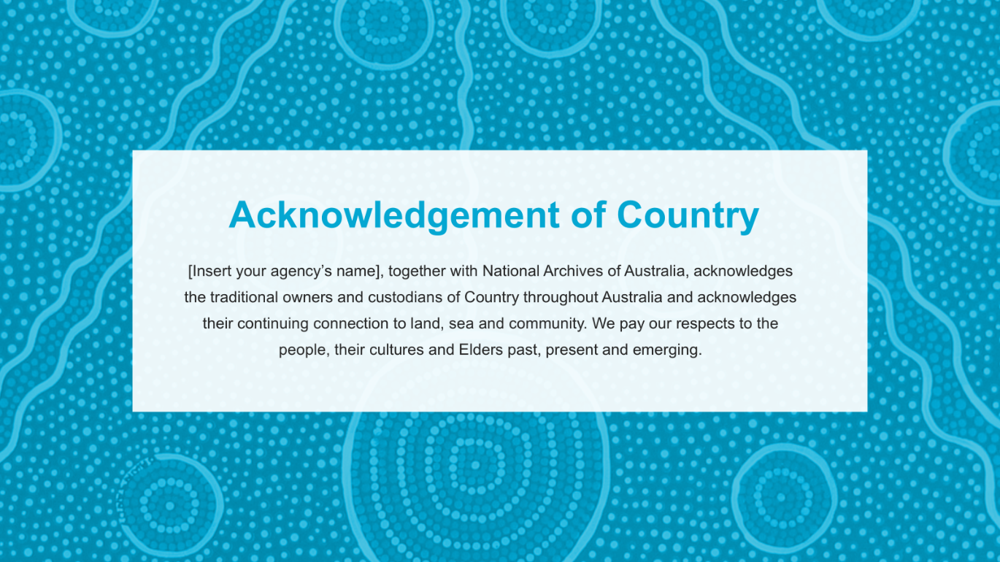 Acknowledgement of Country
[Insert your agency’s name], together with National Archives of Australia, acknowledges
the traditional owners and custodians of Country throughout Australia and acknowledges
their continuing connection to land, sea and community. We pay our respects to the
people, their cultures and Elders past, present and emerging.